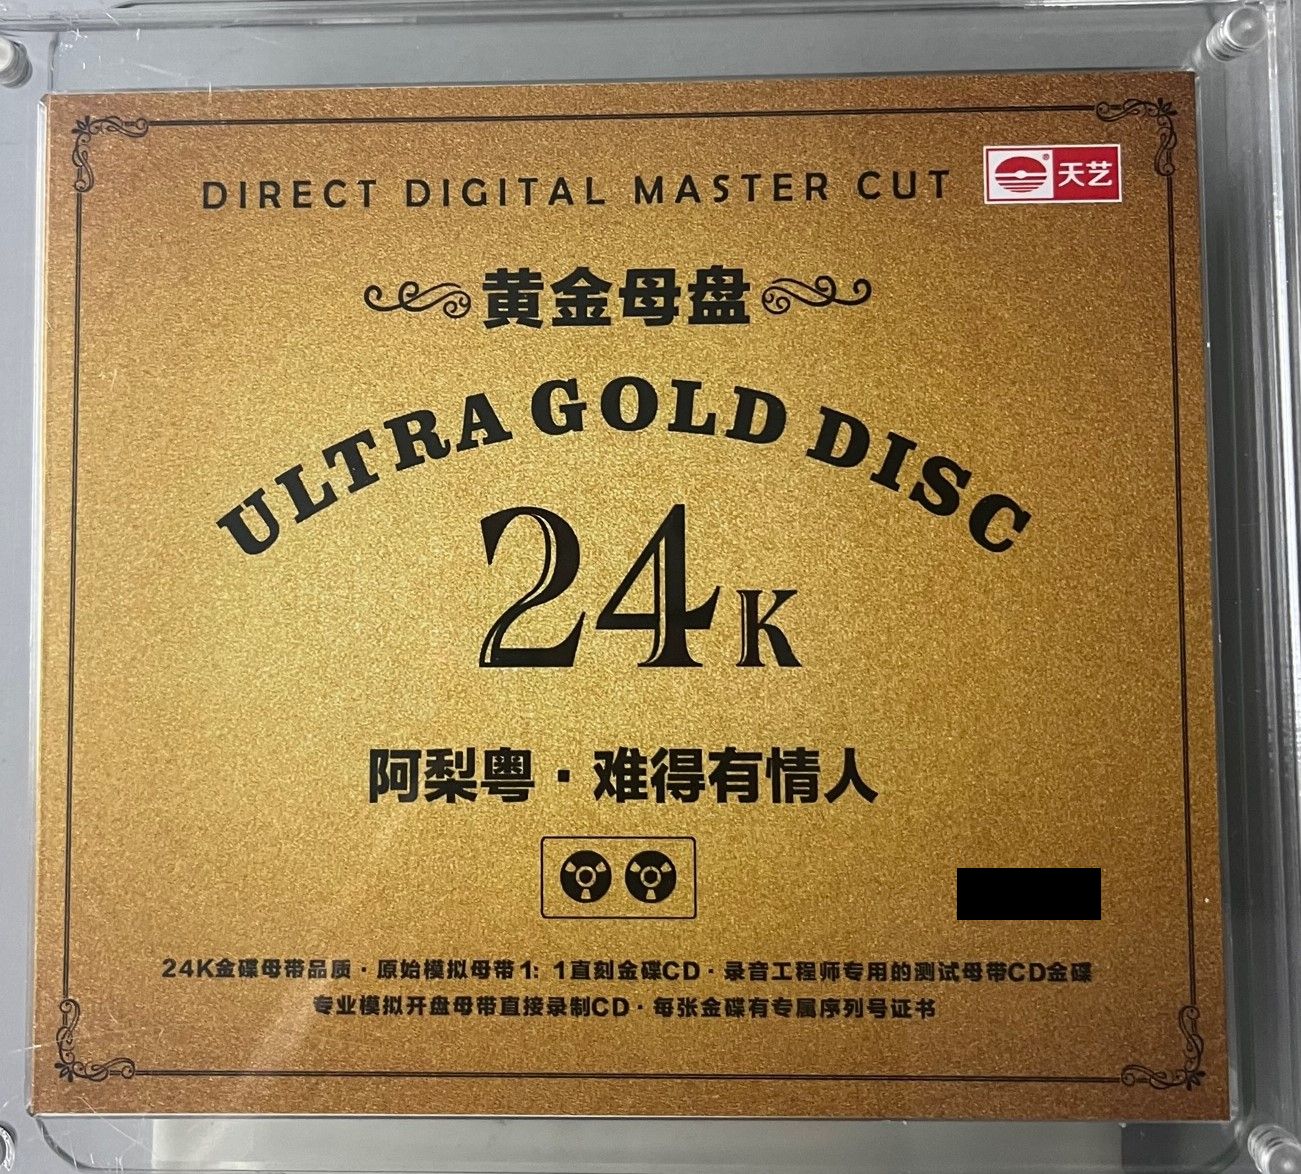 DIRECT DIGITAL MASTER CUT
天艺
黄金母盘
ULTRA GOLD DISC
24K
阿梨粤·难得有情人
24K金碟母带品质·原始模拟母带1:1直刻金碟CD·录音工程师专用的测试母带CD金碟
专业模拟开盘母带直接录制CD·每张金碟有专属序列号证书